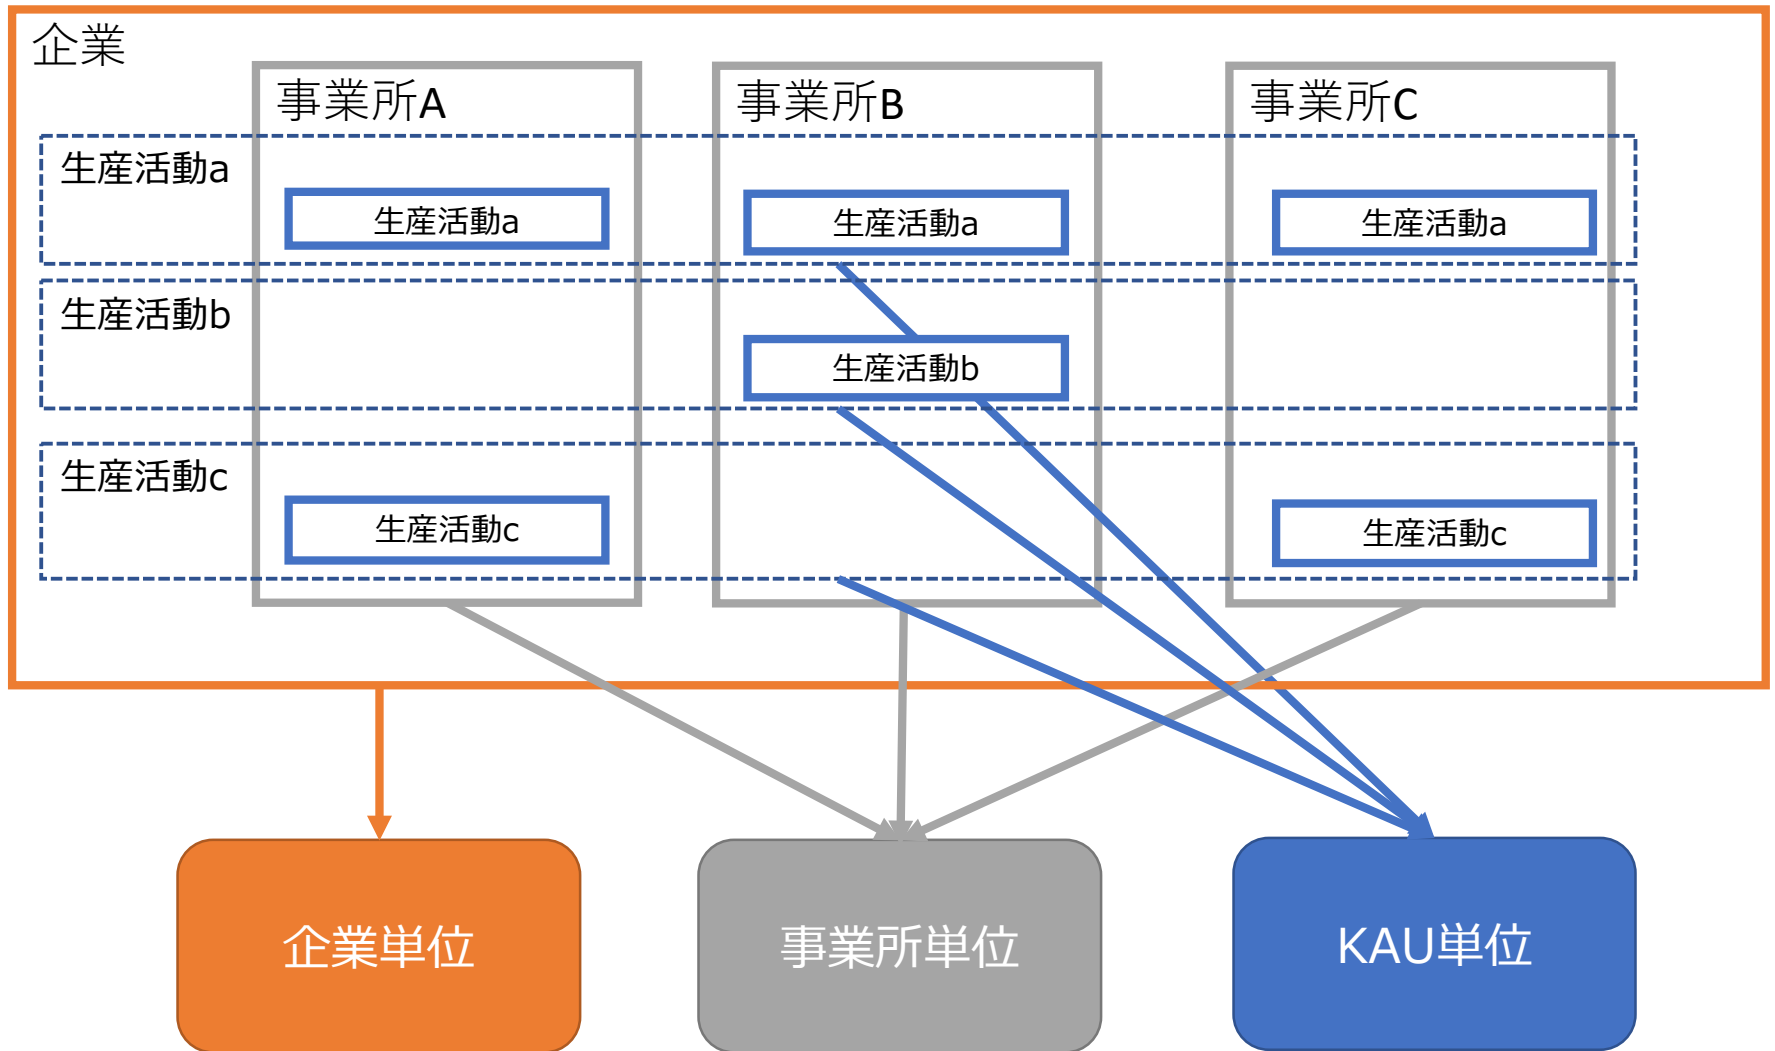 企業
事業所A
事業所B
事業所C
生産活動a
生産活動a
生産活動a
生産活動a
生産活動b
生産活動b
生産活動c
生産活動c
生産活動c
企業単位
事業所単位
KAU単位